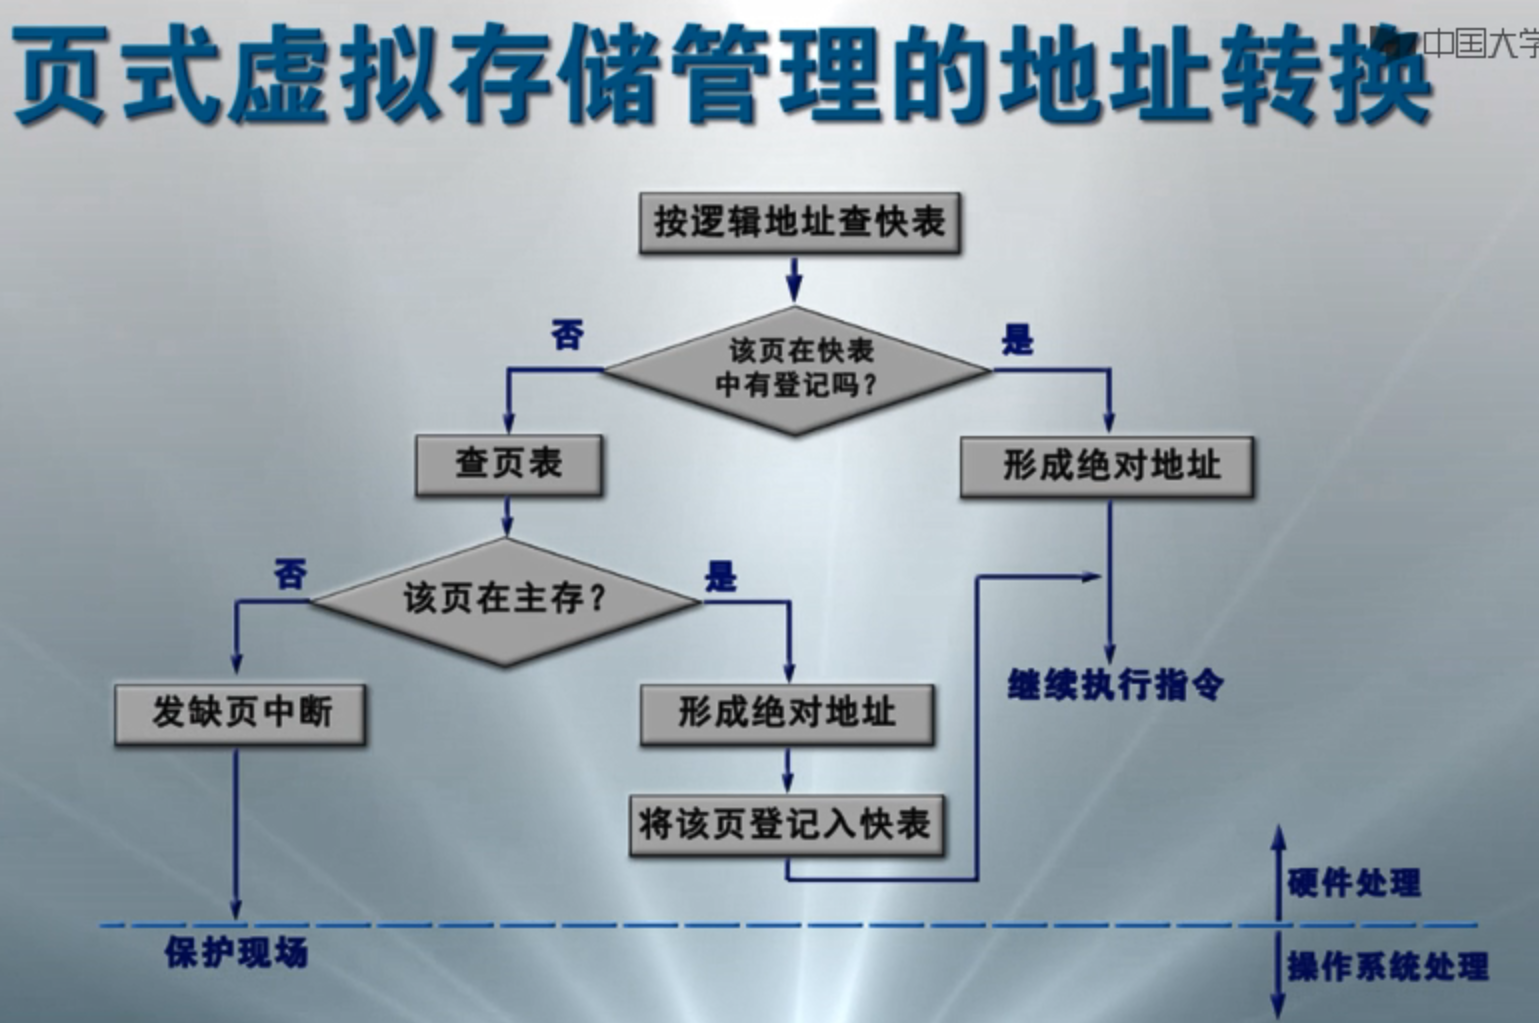 页式虚拟存储管理的地址转换
中国大学
按逻辑地址查快表
该页在快表
中有登记吗？
否
是
查页表
形成绝对地址
该页在主存？
否
是
发缺页中断
形成绝对地址
继续执行指令
将该页登记入快表
硬件处理
保护现场
操作系统处理